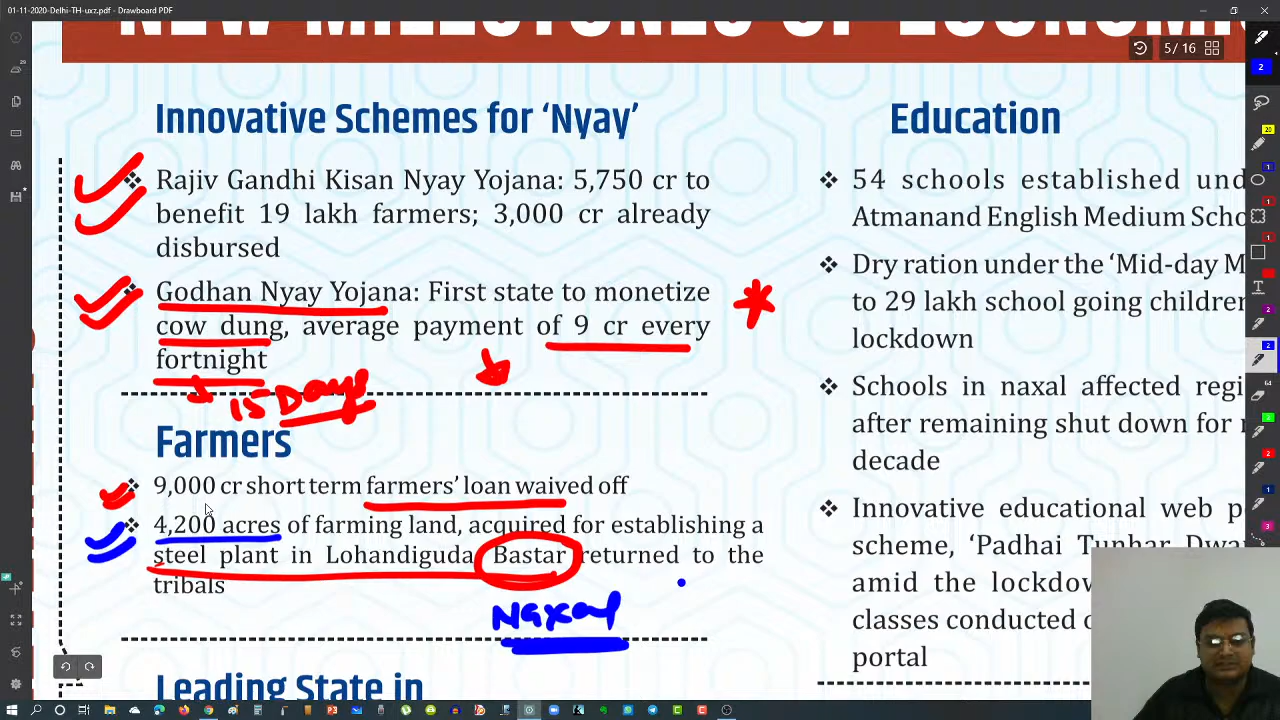 01-11-2020-Delhi-TH-uxz.pdf - Drawboard PDF
NEW MILESTONES OF ECONOMI
5 / 16
Innovative Schemes for ‘Nyay’
❖ Rajiv Gandhi Kisan Nyay Yojana: 5,750 cr to
benefit 19 lakh farmers; 3,000 cr already
disbursed
❖ Godhan Nyay Yojana: First state to monetize
cow dung, average payment of 9 cr every
fortnight
15 Days
Farmers
❖ 9,000 cr short term farmers’ loan waived off
❖ 4,200 acres of farming land, acquired for establishing a
steel plant in Lohandiguda, Bastar returned to the
tribals
Naxal
Leading State in
Education
❖ 54 schools established und
Atmanand English Medium Scho
❖ Dry ration under the ‘Mid-day M
to 29 lakh school going children
lockdown
❖ Schools in naxal affected regi
after remaining shut down for
decade
❖ Innovative educational web p
scheme, ‘Padhai Tunhar Dwa
amid the lockdow
classes conducted
portal